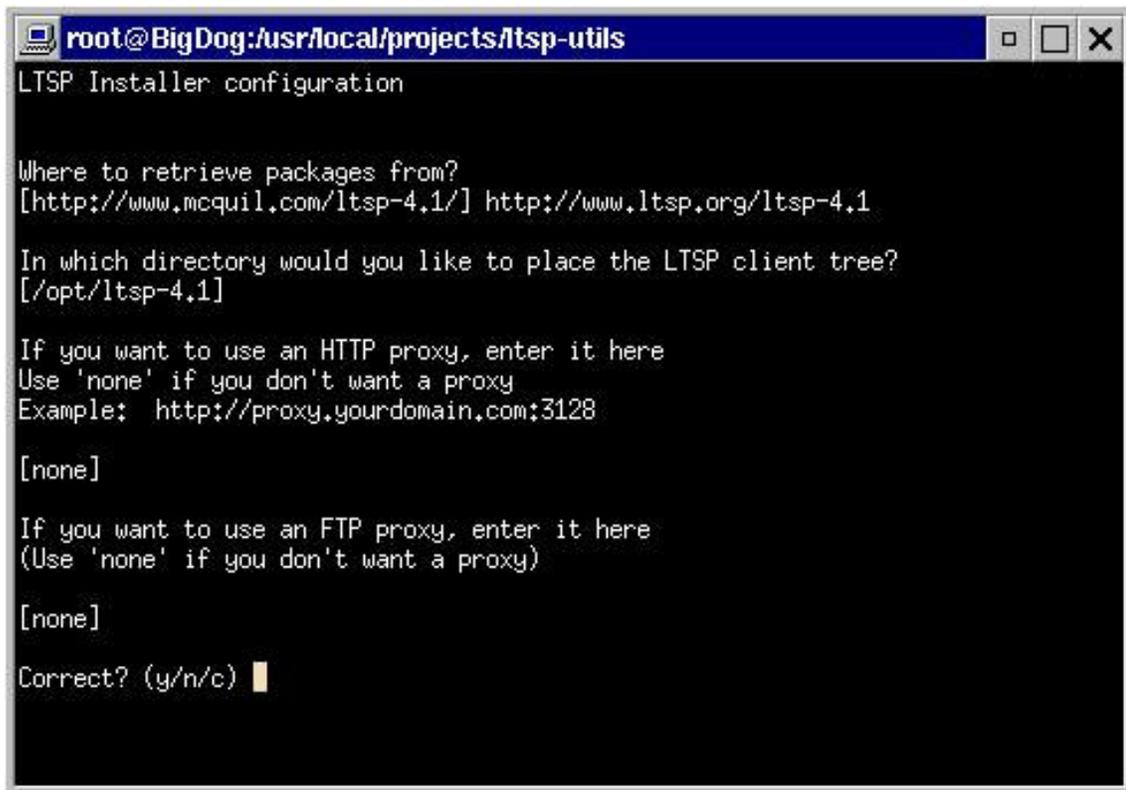 root@BigDog:/usr/local/projects/ltsp-utils
LTSP Installer configuration
Where to retrieve packages from?
[http://www.mcquil.com/ltsp-4.1/] http://www.ltsp.org/ltsp-4.1
In which directory would you like to place the LTSP client tree?
[/opt/ltsp-4.1]
If you want to use an HTTP proxy, enter it here
Use 'none' if you don't want a proxy
Example:  http://proxy.yourdomain.com:3128
[none]
If you want to use an FTP proxy, enter it here
(Use 'none' if you don't want a proxy)
[none]
Correct? (y/n/c)